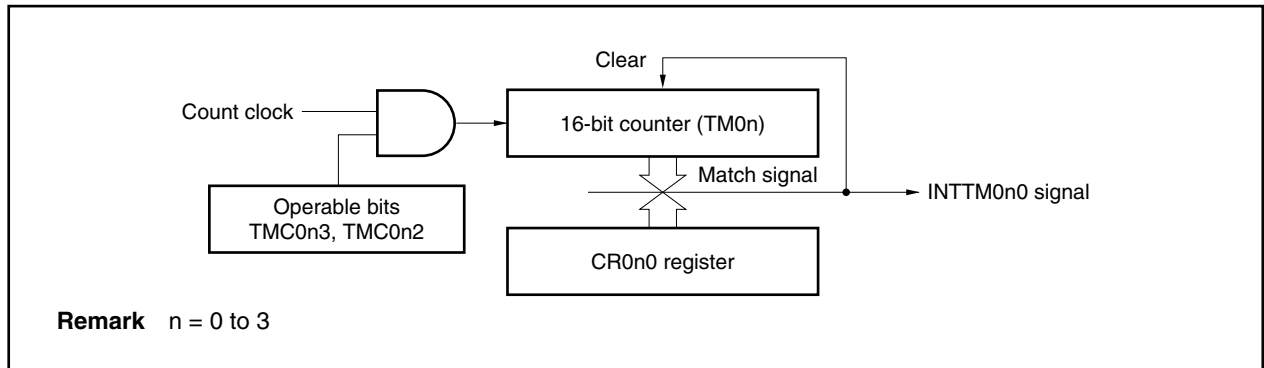 Clear
Count clock
16-bit counter (TM0n)
Match signal
INTTM0n0 signal
Operable bits
TMC0n3, TMC0n2
CR0n0 register
Remark n = 0 to 3